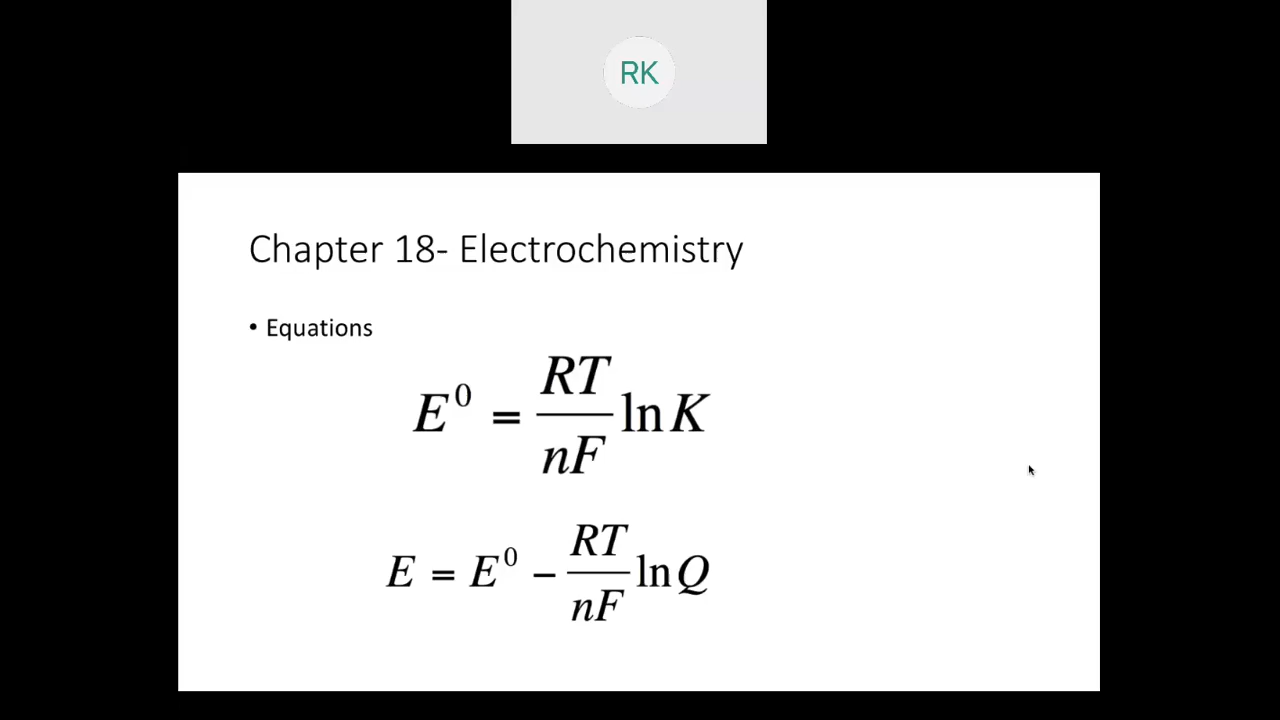 RK
Chapter 18- Electrochemistry
• Equations
E⁰ = RT/nF ln K
E = E⁰ − RT/nF ln Q